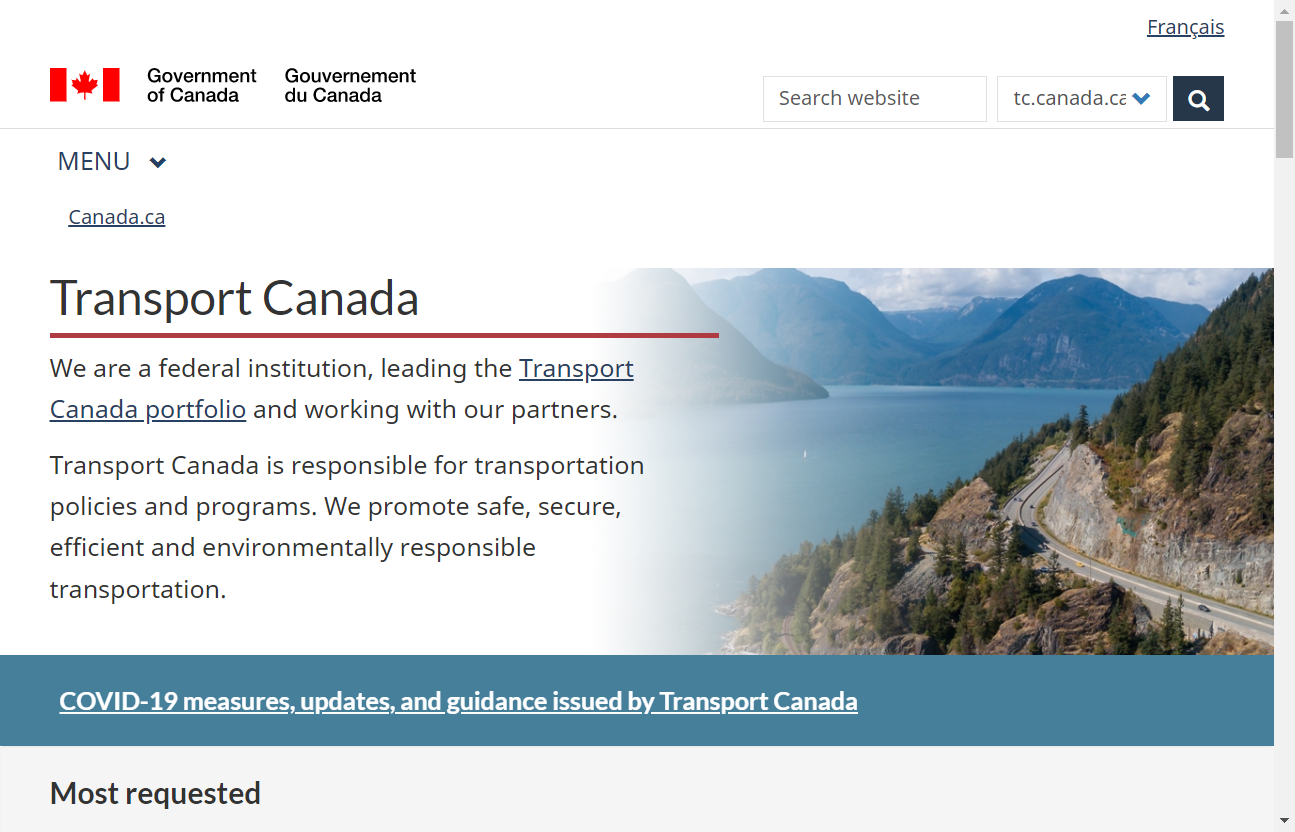 Français
Government
of Canada
Gouvernement
du Canada
Search website
tc.canada.ca
MENU
Canada.ca
Transport Canada
We are a federal institution, leading the Transport
Canada portfolio and working with our partners.
Transport Canada is responsible for transportation
policies and programs. We promote safe, secure,
efficient and environmentally responsible
transportation.
COVID-19 measures, updates, and guidance issued by Transport Canada
Most requested